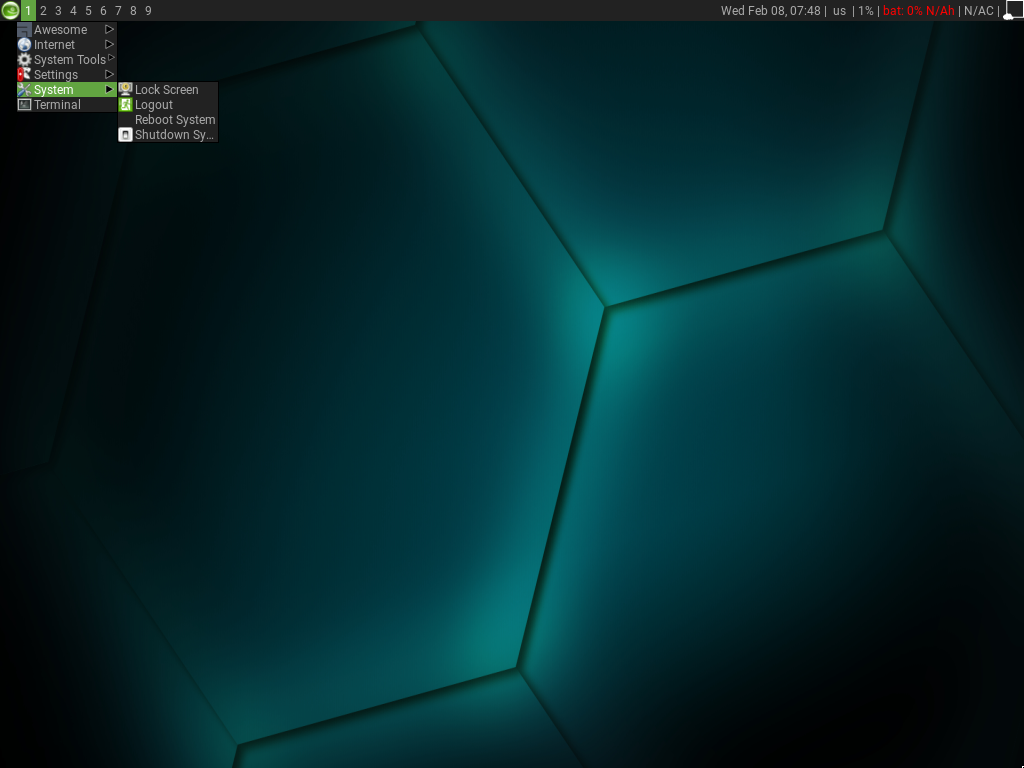 1 2 3 4 5 6 7 8 9 Wed Feb 08, 07:48 | us | 1% | bat: 0% N/Ah | N/AC |
Awesome
Internet
System Tools
Settings
System
Terminal
Lock Screen
Logout
Reboot System
Shutdown Sy...